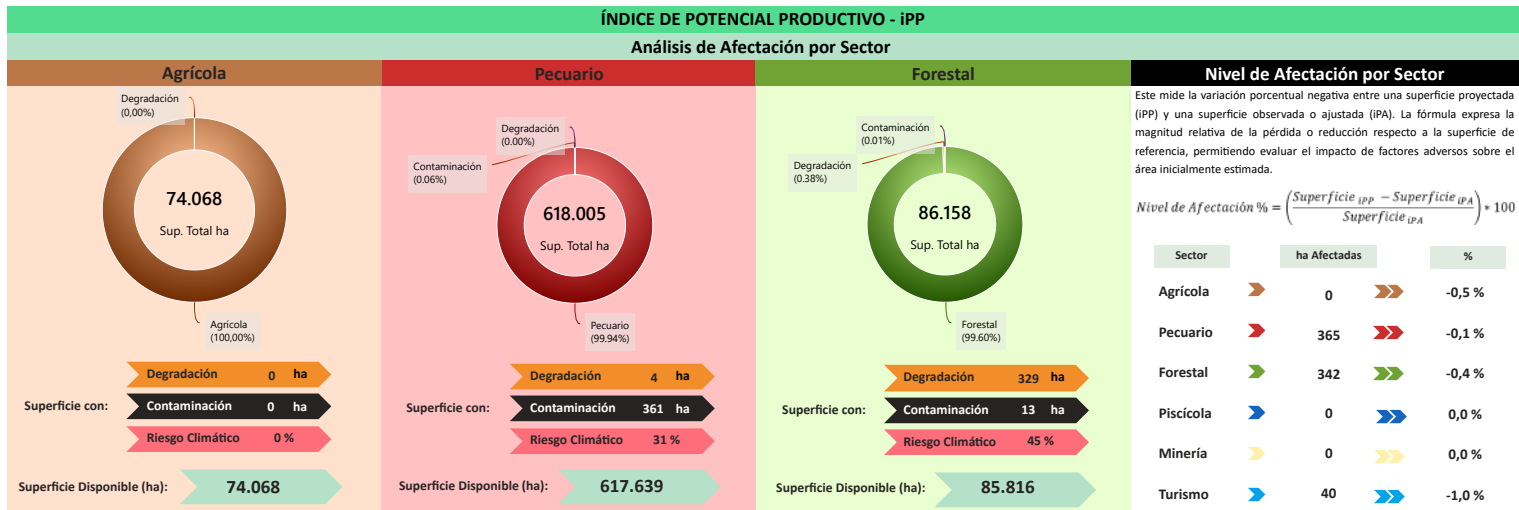 ÍNDICE DE POTENCIAL PRODUCTIVO - iPP
Análisis de Afectación por Sector
Agrícola
Degradación
(0,00%)
74.068
Sup. Total ha
Agrícola
(100,00%)
Superficie con:
Degradación 0 ha
Contaminación 0 ha
Riesgo Climático 0 %
Superficie Disponible (ha): 74.068
Pecuario
Degradación
(0.00%)
Contaminación
(0.06%)
618.005
Sup. Total ha
Pecuario
(99.94%)
Superficie con:
Degradación 4 ha
Contaminación 361 ha
Riesgo Climático 31 %
Superficie Disponible (ha): 617.639
Forestal
Contaminación
(0.01%)
Degradación
(0.38%)
86.158
Sup. Total ha
Forestal
(99.60%)
Superficie con:
Degradación 329 ha
Contaminación 13 ha
Riesgo Climático 45 %
Superficie Disponible (ha): 85.816
Nivel de Afectación por Sector
Este mide la variación porcentual negativa entre una superficie proyectada
(iPP) y una superficie observada o ajustada (iPA). La fórmula expresa la
magnitud relativa de la pérdida o reducción respecto a la superficie de
referencia, permitiendo evaluar el impacto de factores adversos sobre el
área inicialmente estimada.
Nivel de Afectación % = (Superficie iPP − Superficie iPA / Superficie iPA) * 100
Sector ha Afectadas %
Agrícola 0 -0,5 %
Pecuario 365 -0,1 %
Forestal 342 -0,4 %
Piscícola 0 0,0 %
Minería 0 0,0 %
Turismo 40 -1,0 %